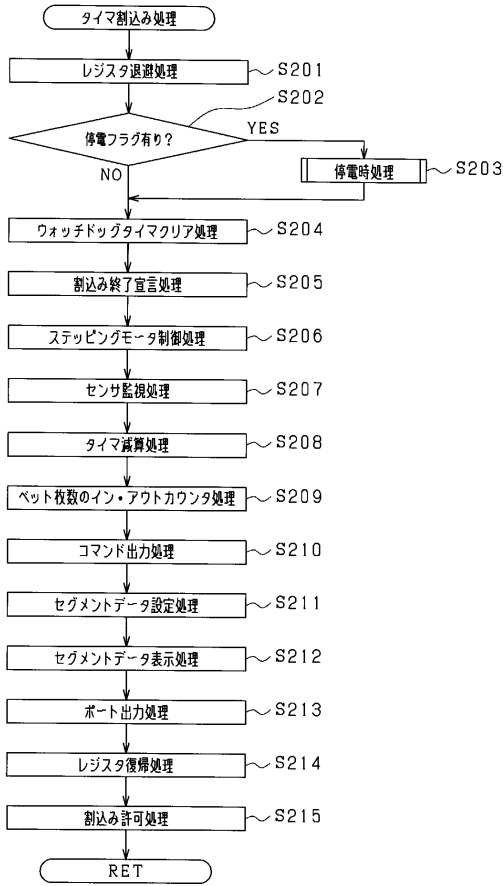 タイマ割込み処理
レジスタ退避処理 S201
S202
停電フラグ有り?
YES
NO
停電時処理 S203
ウォッチドッグタイマクリア処理 S204
割込み終了宣言処理 S205
ステッピングモータ制御処理 S206
センサ監視処理 S207
タイマ減算処理 S208
ベット枚数のイン・アウトカウンタ処理 S209
コマンド出力処理 S210
セグメントデータ設定処理 S211
セグメントデータ表示処理 S212
ポート出力処理 S213
レジスタ復帰処理 S214
割込み許可処理 S215
RET